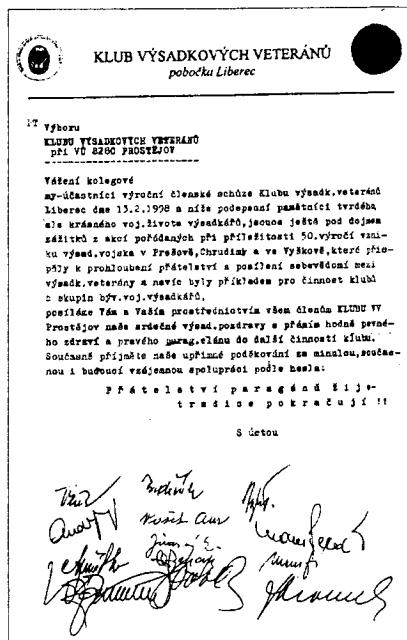 KLUB VÝSADKOVÝCH VETERÁNŮ
pobočka Liberec
Výboru
KLUBU VÝSADKOVÝCH VETERÁNŮ
při VÚ 8280 PROSTĚJOV
Vážení kolegové
my-účastníci výroční členské schůze Klubu výsadk.veteránů
Liberec dne 13.2.1998 a níže podepsaní pamětníci tvrdého,
ale krásného voj.života výsadkářů,jsouce ještě pod dojmem
zážitků z akcí pořádaných při příležitosti 50.výročí vzni-
ku výsad.vojska v Prešově,Chrudimi a ve Vyškově,které přis-
pěly k prohloubení přátelství a posílení sebevědomí mezi
výsadk.veterány a navíc byly příkladem pro činnost klubů
a skupin býv.voj.výsadkářů,
posíláme Vám a Vaším prostřednictvím všem členům KLUBU VV
Prostějov naše srdečné výsad.pozdravy s přáním hodně pevné-
ho zdraví a pravého parag.elánu do další činnosti klubu.
Současně přijměte naše upřímné poděkování za minulou,součas-
nou i budoucí vzájemnou spolupráci podle hesla:
Přátelství paragánů žije-
tradice pokračují !!
S úctou